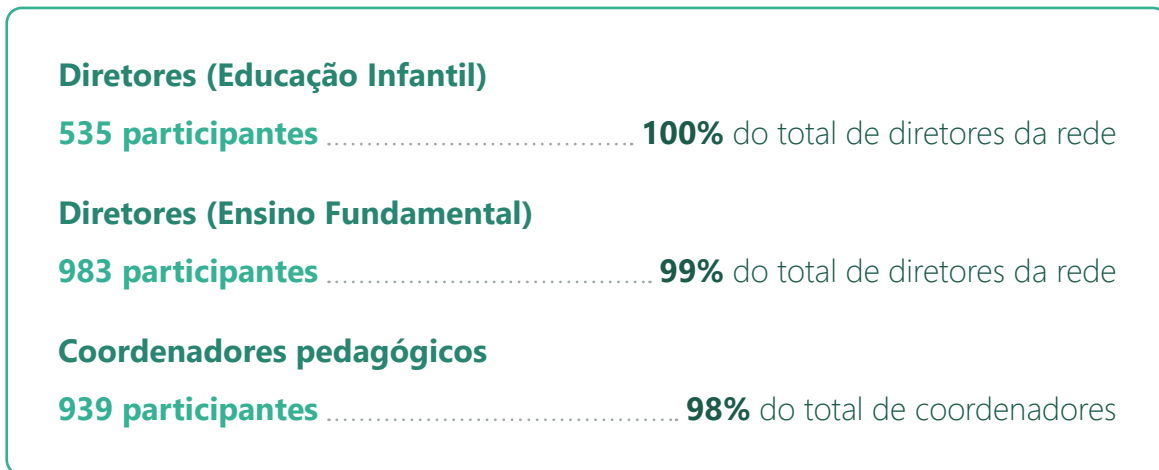 Diretores (Educação Infantil)
535 participantes 100% do total de diretores da rede
Diretores (Ensino Fundamental)
983 participantes 99% do total de diretores da rede
Coordenadores pedagógicos
939 participantes 98% do total de coordenadores